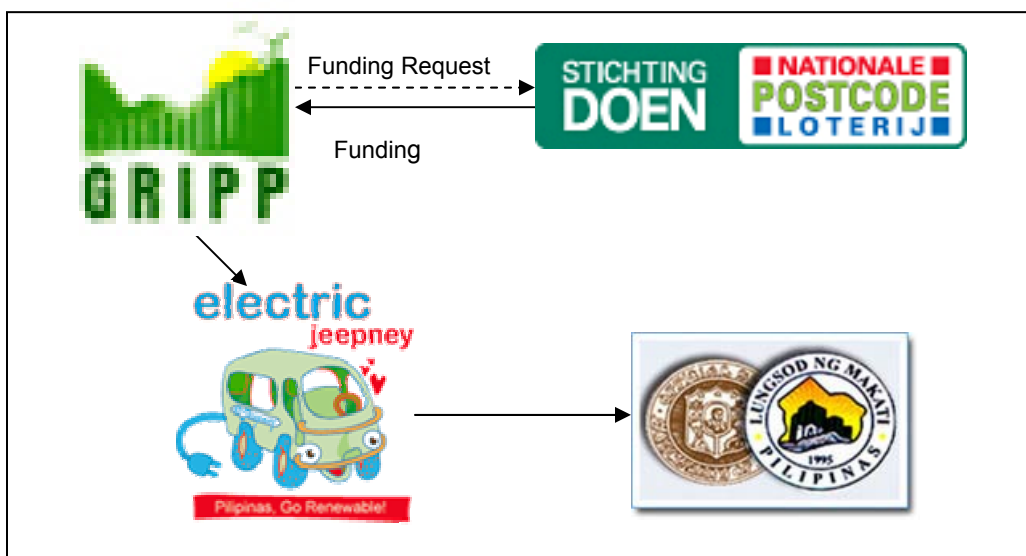 Funding Request
Funding
GRIPP
STICHTING
DOEN
NATIONALE
POSTCODE
LOTERIJ
electric
jeepney
Pilipinas, Go Renewable!
LUNGSOD NG MAKATI
PILIPINAS
1995